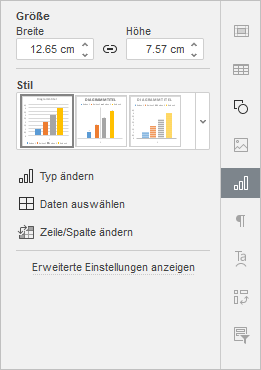 Größe
Breite Höhe
12.65 cm 7.57 cm
Stil
DIAGRAMMTITEL DIAGRAMMTITEL
Typ ändern
Daten auswählen
Zeile/Spalte ändern
Erweiterte Einstellungen anzeigen
Ta